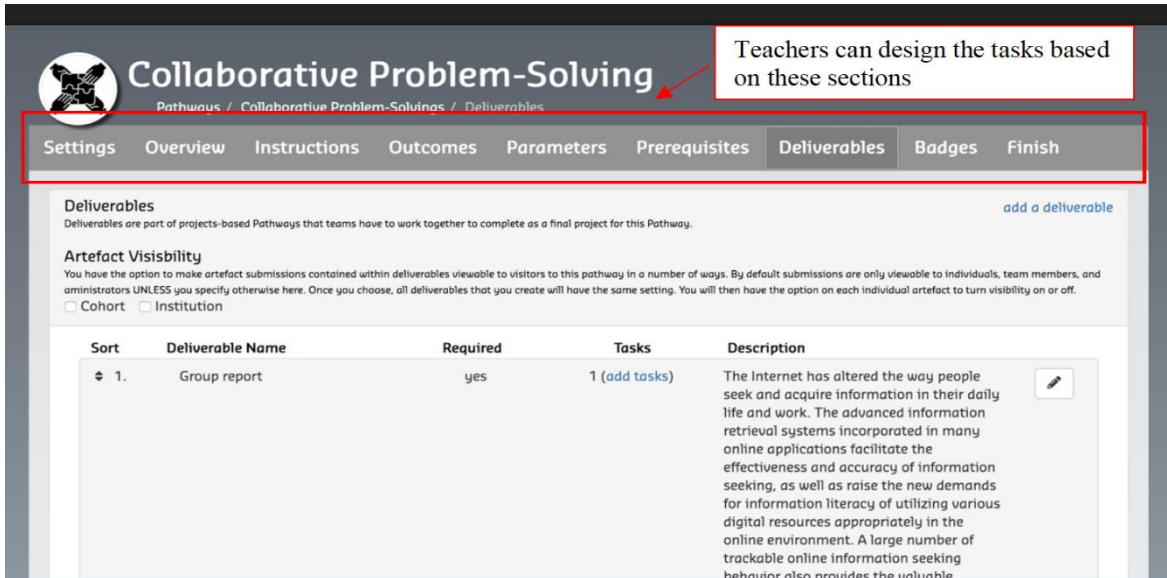 Teachers can design the tasks based
on these sections
Collaborative Problem-Solving
Pathways / Collaborative Problem-Solvings / Deliverables
Settings Overview Instructions Outcomes Parameters Prerequisites Deliverables Badges Finish
Deliverables
add a deliverable
Deliverables are part of projects-based Pathways that teams have to work together to complete as a final project for this Pathway.
Artefact Visisbility
You have the option to make artefact submissions contained within deliverables viewable to visitors to this pathway in a number of ways. By default submissions are only viewable to individuals, team members, and
aministrators UNLESS you specify otherwise here. Once you choose, all deliverables that you create will have the same setting. You will then have the option on each individual artefact to turn visibility on or off.
Cohort Institution
Sort Deliverable Name Required Tasks Description
1. Group report yes 1 (add tasks) The Internet has altered the way people
seek and acquire information in their daily
life and work. The advanced information
retrieval systems incorporated in many
online applications facilitate the
effectiveness and accuracy of information
seeking, as well as raise the new demands
for information literacy of utilizing various
digital resources appropriately in the
online environment. A large number of
trackable online information seeking
behavior also provides the valuable